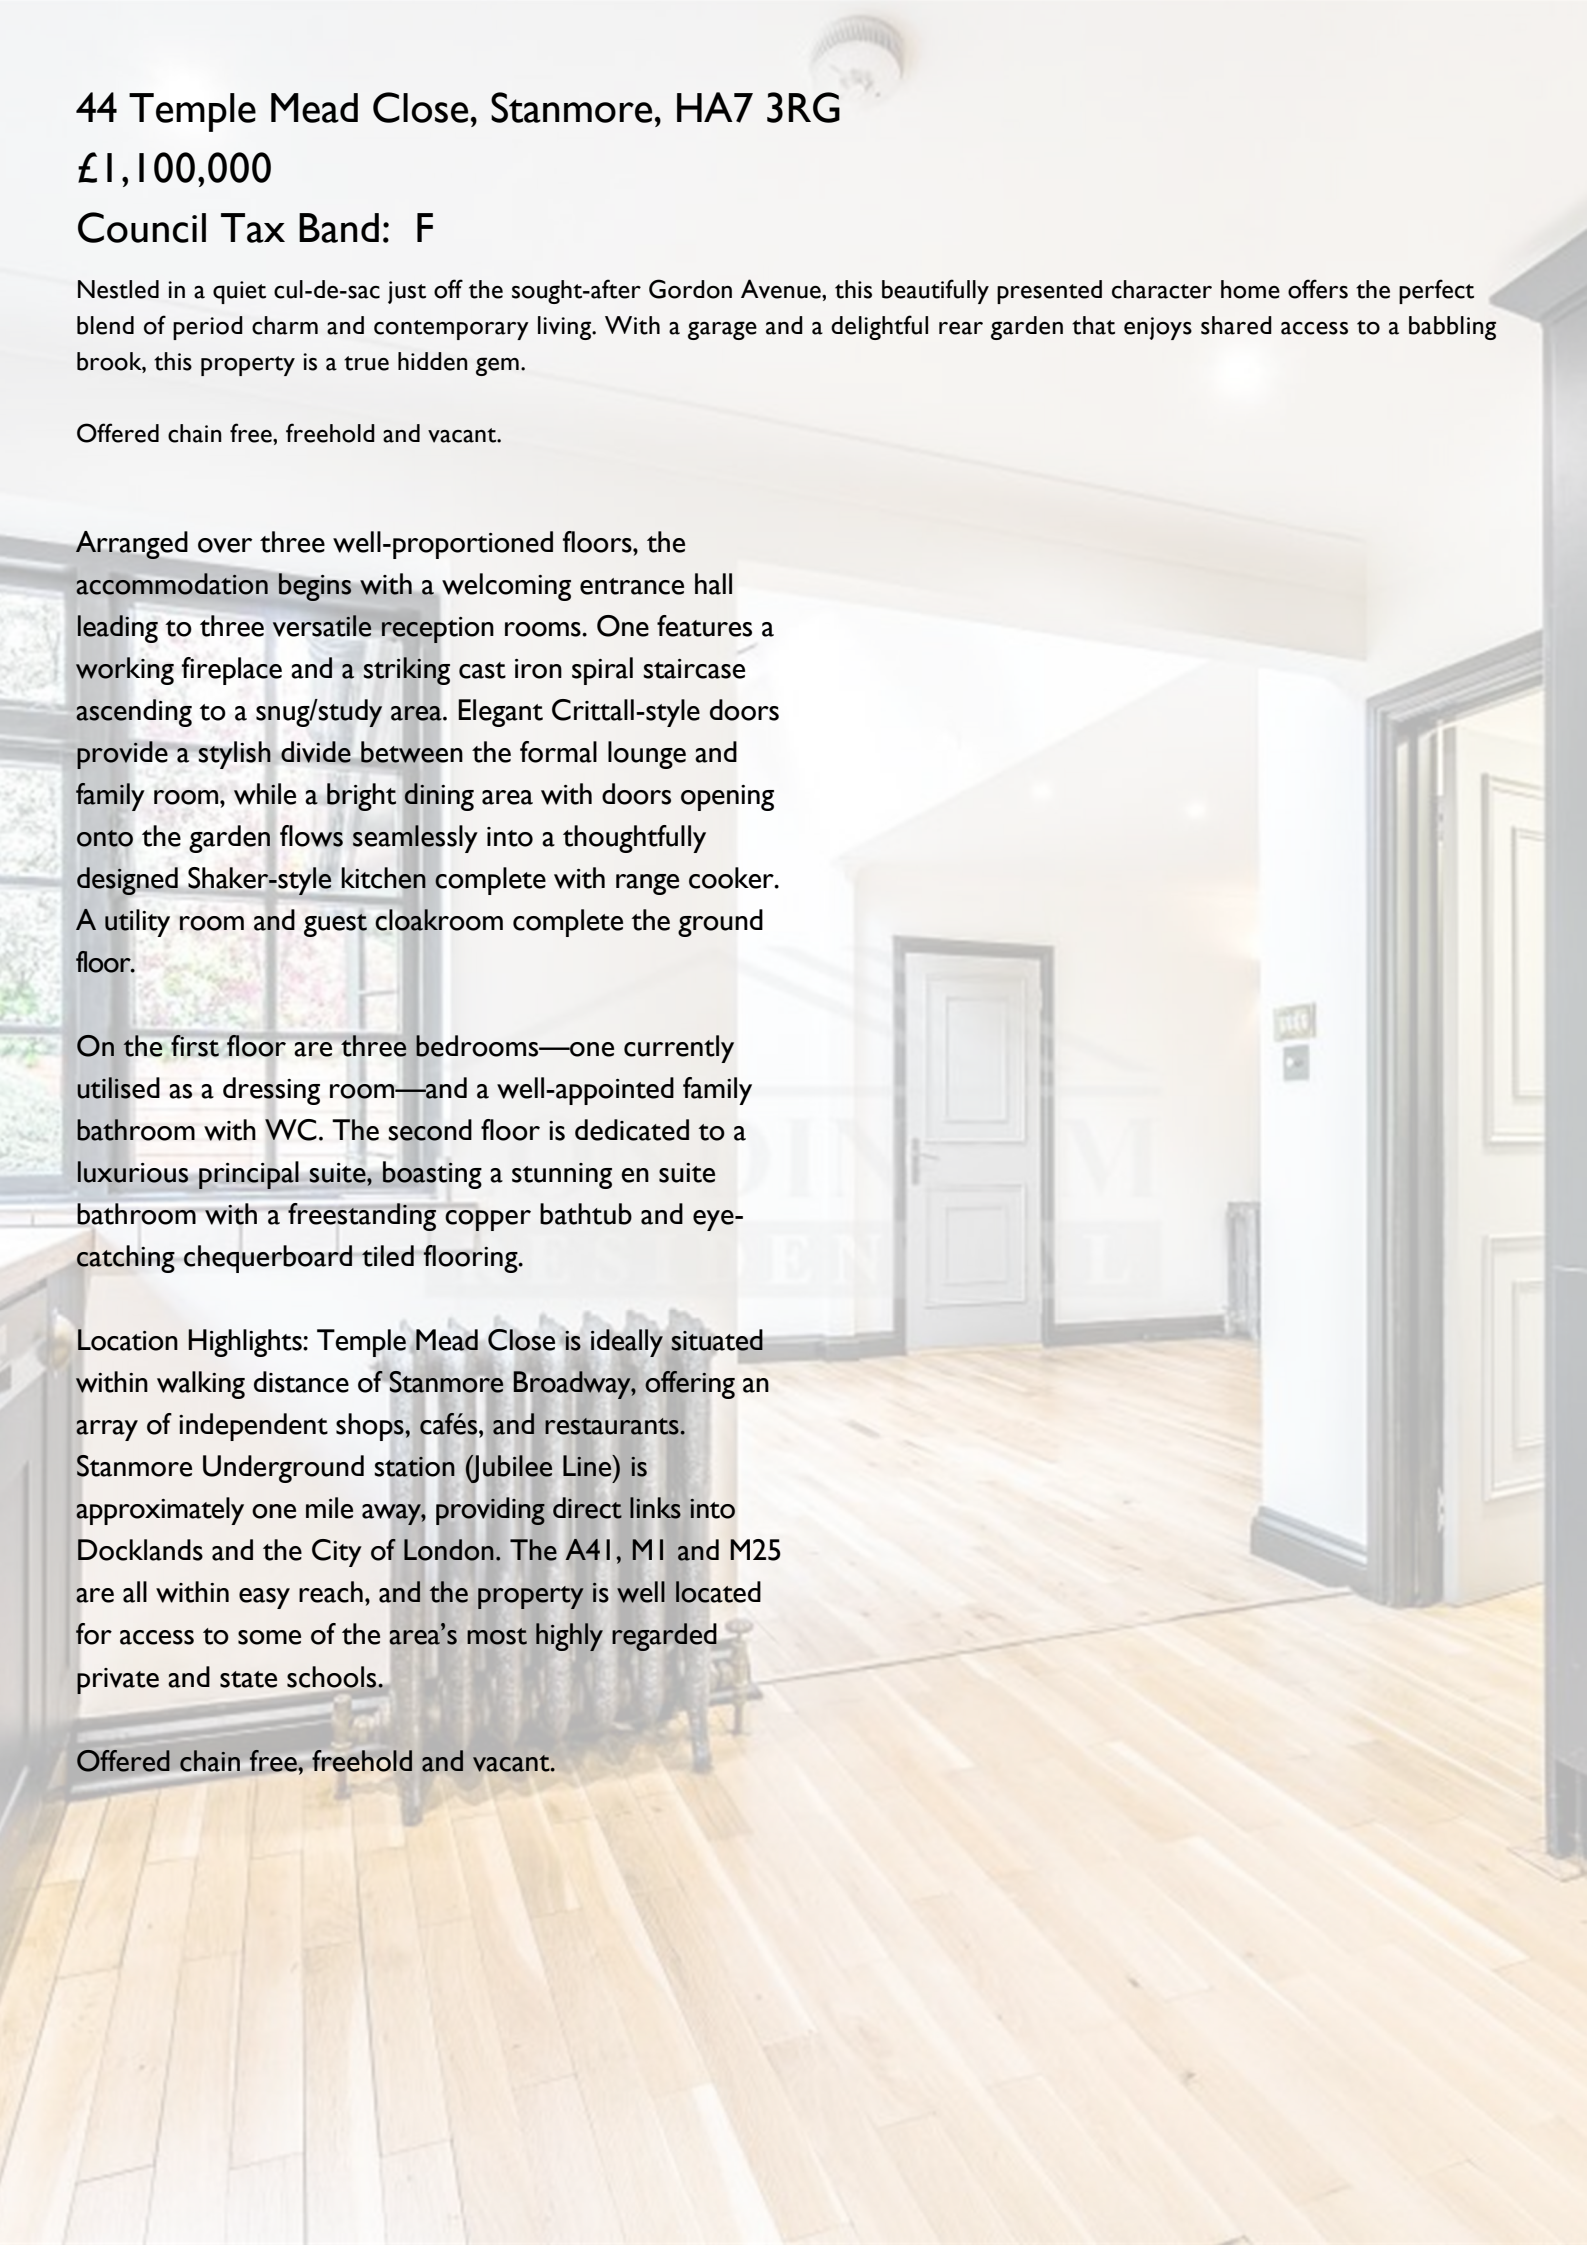 44 Temple Mead Close, Stanmore, HA7 3RG
£1,100,000
Council Tax Band:  F
Nestled in a quiet cul-de-sac just off the sought-after Gordon Avenue, this beautifully presented character home offers the perfect
blend of period charm and contemporary living. With a garage and a delightful rear garden that enjoys shared access to a babbling
brook, this property is a true hidden gem.
Offered chain free, freehold and vacant.
Arranged over three well-proportioned floors, the
accommodation begins with a welcoming entrance hall
leading to three versatile reception rooms. One features a
working fireplace and a striking cast iron spiral staircase
ascending to a snug/study area. Elegant Crittall-style doors
provide a stylish divide between the formal lounge and
family room, while a bright dining area with doors opening
onto the garden flows seamlessly into a thoughtfully
designed Shaker-style kitchen complete with range cooker.
A utility room and guest cloakroom complete the ground
floor.
On the first floor are three bedrooms—one currently
utilised as a dressing room—and a well-appointed family
bathroom with WC. The second floor is dedicated to a
luxurious principal suite, boasting a stunning en suite
bathroom with a freestanding copper bathtub and eye-
catching chequerboard tiled flooring.
Location Highlights: Temple Mead Close is ideally situated
within walking distance of Stanmore Broadway, offering an
array of independent shops, cafés, and restaurants.
Stanmore Underground station (Jubilee Line) is
approximately one mile away, providing direct links into
Docklands and the City of London. The A41, M1 and M25
are all within easy reach, and the property is well located
for access to some of the area’s most highly regarded
private and state schools.
Offered chain free, freehold and vacant.